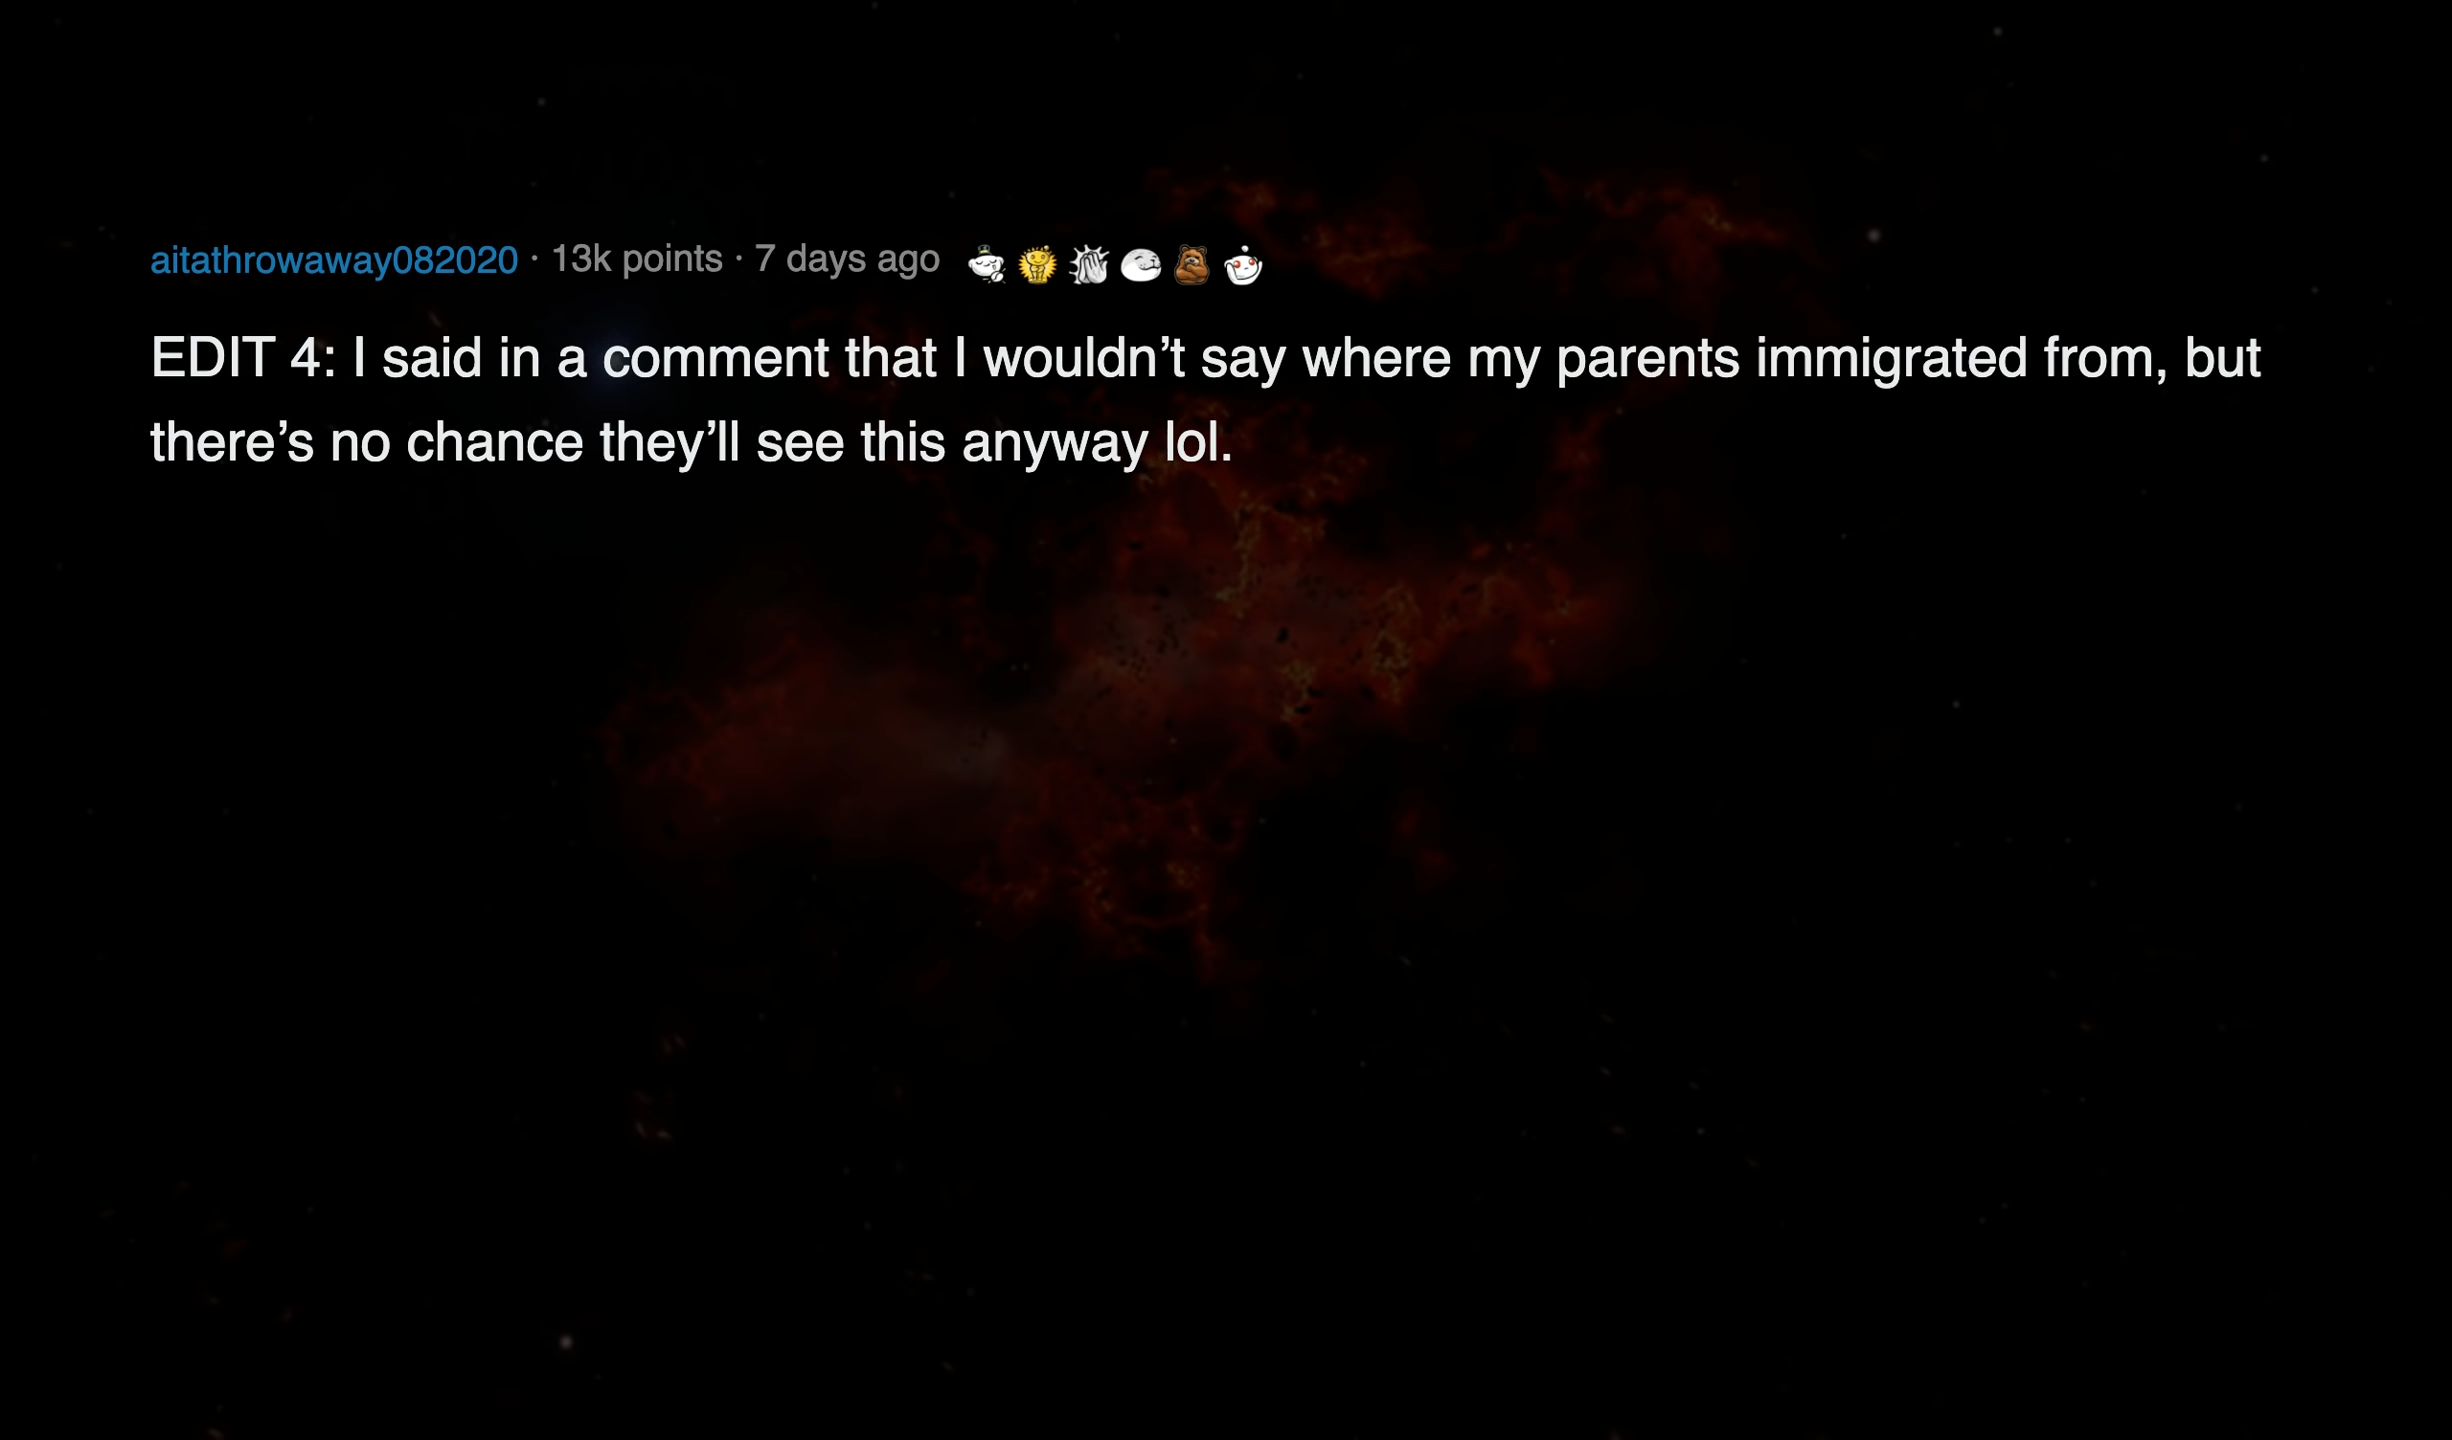 aitathrowaway082020 · 13k points · 7 days ago
EDIT 4: I said in a comment that I wouldn’t say where my parents immigrated from, but
there’s no chance they’ll see this anyway lol.